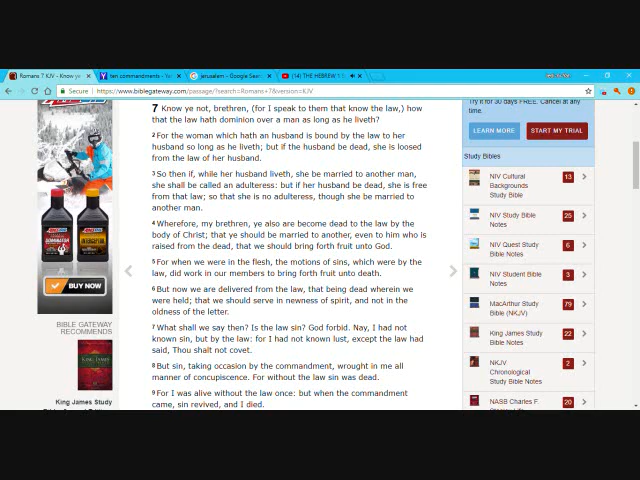 Romans 7 KJV - Know ye
ten commandments - Y
jerusalem - Google Sear
(14) THE HEBREW 1 S
Secure
https://www.biblegateway.com/passage/?search=Romans+7&version=KJV
7 Know ye not, brethren, (for I speak to them that know the law,) how
that the law hath dominion over a man as long as he liveth?
2 For the woman which hath an husband is bound by the law to her
husband so long as he liveth; but if the husband be dead, she is loosed
from the law of her husband.
3 So then if, while her husband liveth, she be married to another man,
she shall be called an adulteress: but if her husband be dead, she is free
from that law; so that she is no adulteress, though she be married to
another man.
4 Wherefore, my brethren, ye also are become dead to the law by the
body of Christ; that ye should be married to another, even to him who is
raised from the dead, that we should bring forth fruit unto God.
5 For when we were in the flesh, the motions of sins, which were by the
law, did work in our members to bring forth fruit unto death.
6 But now we are delivered from the law, that being dead wherein we
were held; that we should serve in newness of spirit, and not in the
oldness of the letter.
7 What shall we say then? Is the law sin? God forbid. Nay, I had not
known sin, but by the law: for I had not known lust, except the law had
said, Thou shalt not covet.
8 But sin, taking occasion by the commandment, wrought in me all
manner of concupiscence. For without the law sin was dead.
9 For I was alive without the law once: but when the commandment
came, sin revived, and I died.
BUY NOW
BIBLE GATEWAY
RECOMMENDS
King James Study
Try it for 30 days FREE. Cancel at any
time.
LEARN MORE
START MY TRIAL
Study Bibles
NIV Cultural
Backgrounds
Study Bible
13
NIV Study Bible
Notes
25
NIV Quest Study
Bible Notes
6
NIV Student Bible
Notes
3
MacArthur Study
Bible (NKJV)
79
King James Study
Bible Notes
22
NKJV
Chronological
Study Bible Notes
2
NASB Charles F.
20